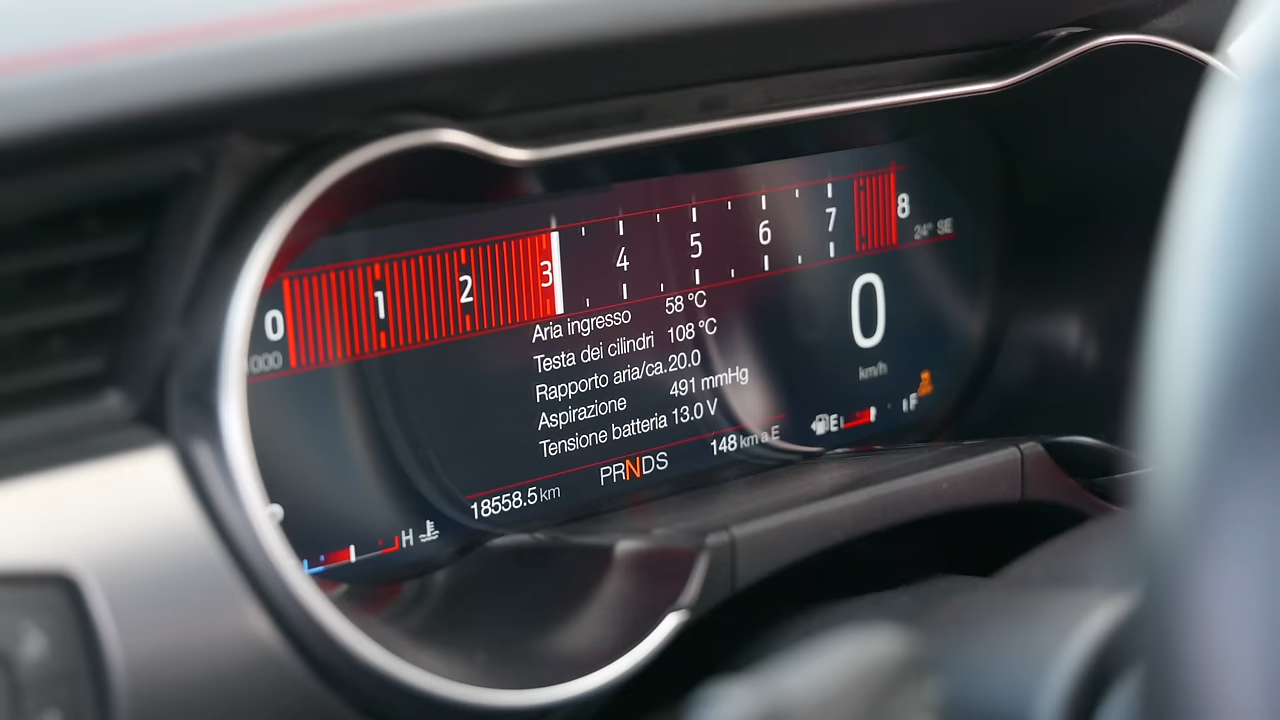 0 1 2 3 4 5 6 7 8
000
24° SE
Aria ingresso 58 °C
Testa dei cilindri 108 °C
Rapporto aria/ca.20.0
Aspirazione 491 mmHg
Tensione batteria 13.0 V
0
km/h
E F
148 km a E
PRNDS
18558.5 km
H